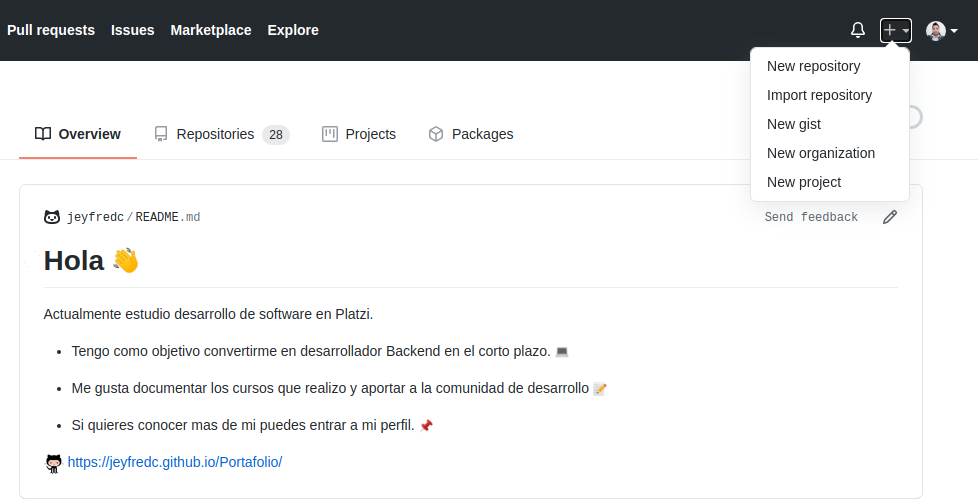 Pull requests Issues Marketplace Explore
New repository
Import repository
New gist
New organization
New project
Overview Repositories 28 Projects Packages
jeyfredc/README.md Send feedback
Hola 👋
Actualmente estudio desarrollo de software en Platzi.
• Tengo como objetivo convertirme en desarrollador Backend en el corto plazo. 💻
• Me gusta documentar los cursos que realizo y aportar a la comunidad de desarrollo 📝
• Si quieres conocer mas de mi puedes entrar a mi perfil. 📌
https://jeyfredc.github.io/Portafolio/